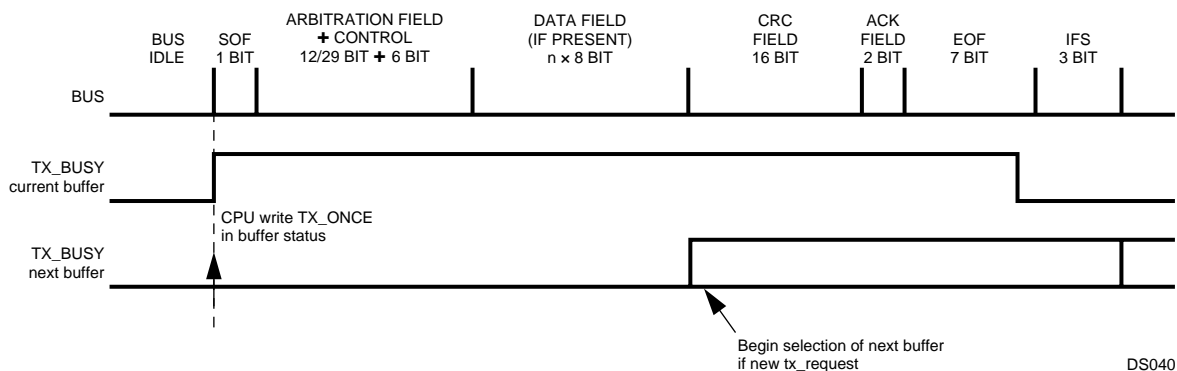 BUS
IDLE
SOF
1 BIT
ARBITRATION FIELD
+ CONTROL
12/29 BIT + 6 BIT
DATA FIELD
(IF PRESENT)
n × 8 BIT
CRC
FIELD
16 BIT
ACK
FIELD
2 BIT
EOF
7 BIT
IFS
3 BIT
BUS
TX_BUSY
current buffer
CPU write TX_ONCE
in buffer status
TX_BUSY
next buffer
Begin selection of next buffer
if new tx_request
DS040